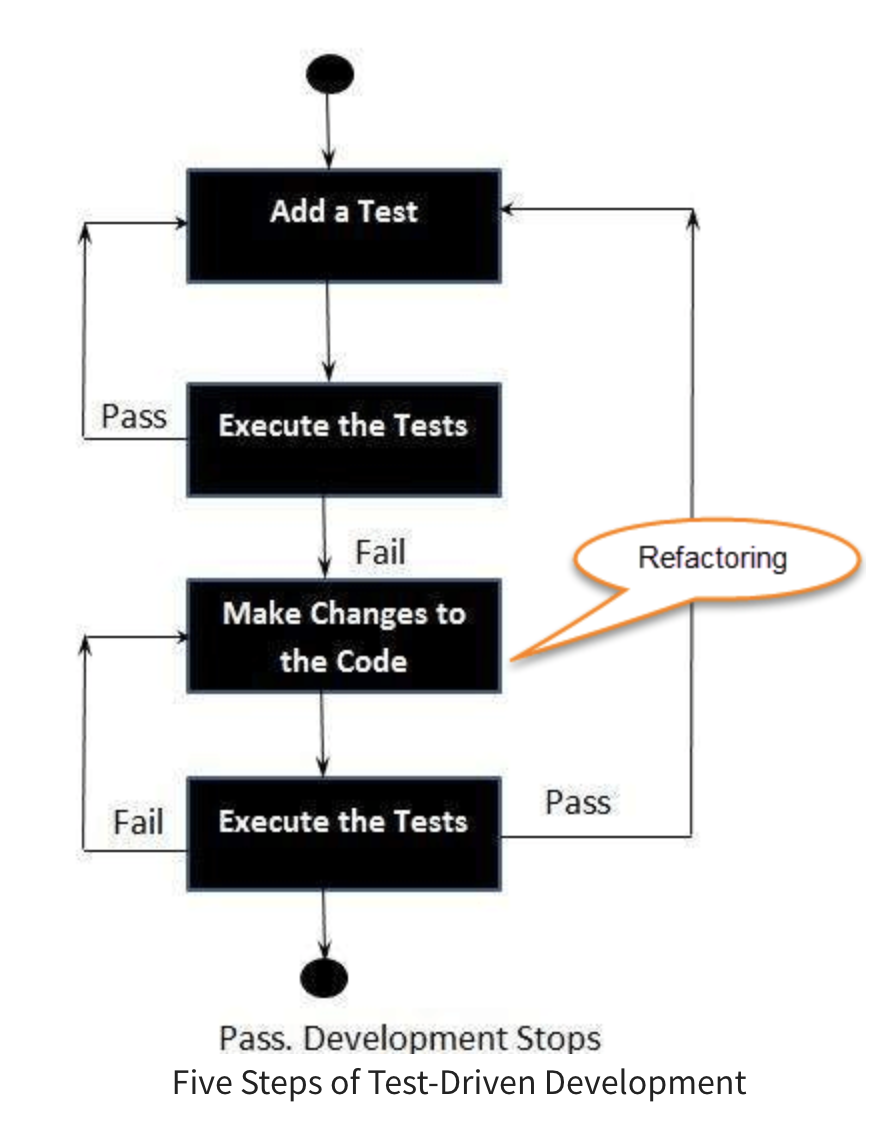 Add a Test
Pass
Execute the Tests
Fail
Refactoring
Make Changes to
the Code
Fail
Execute the Tests
Pass
Pass. Development Stops
Five Steps of Test-Driven Development